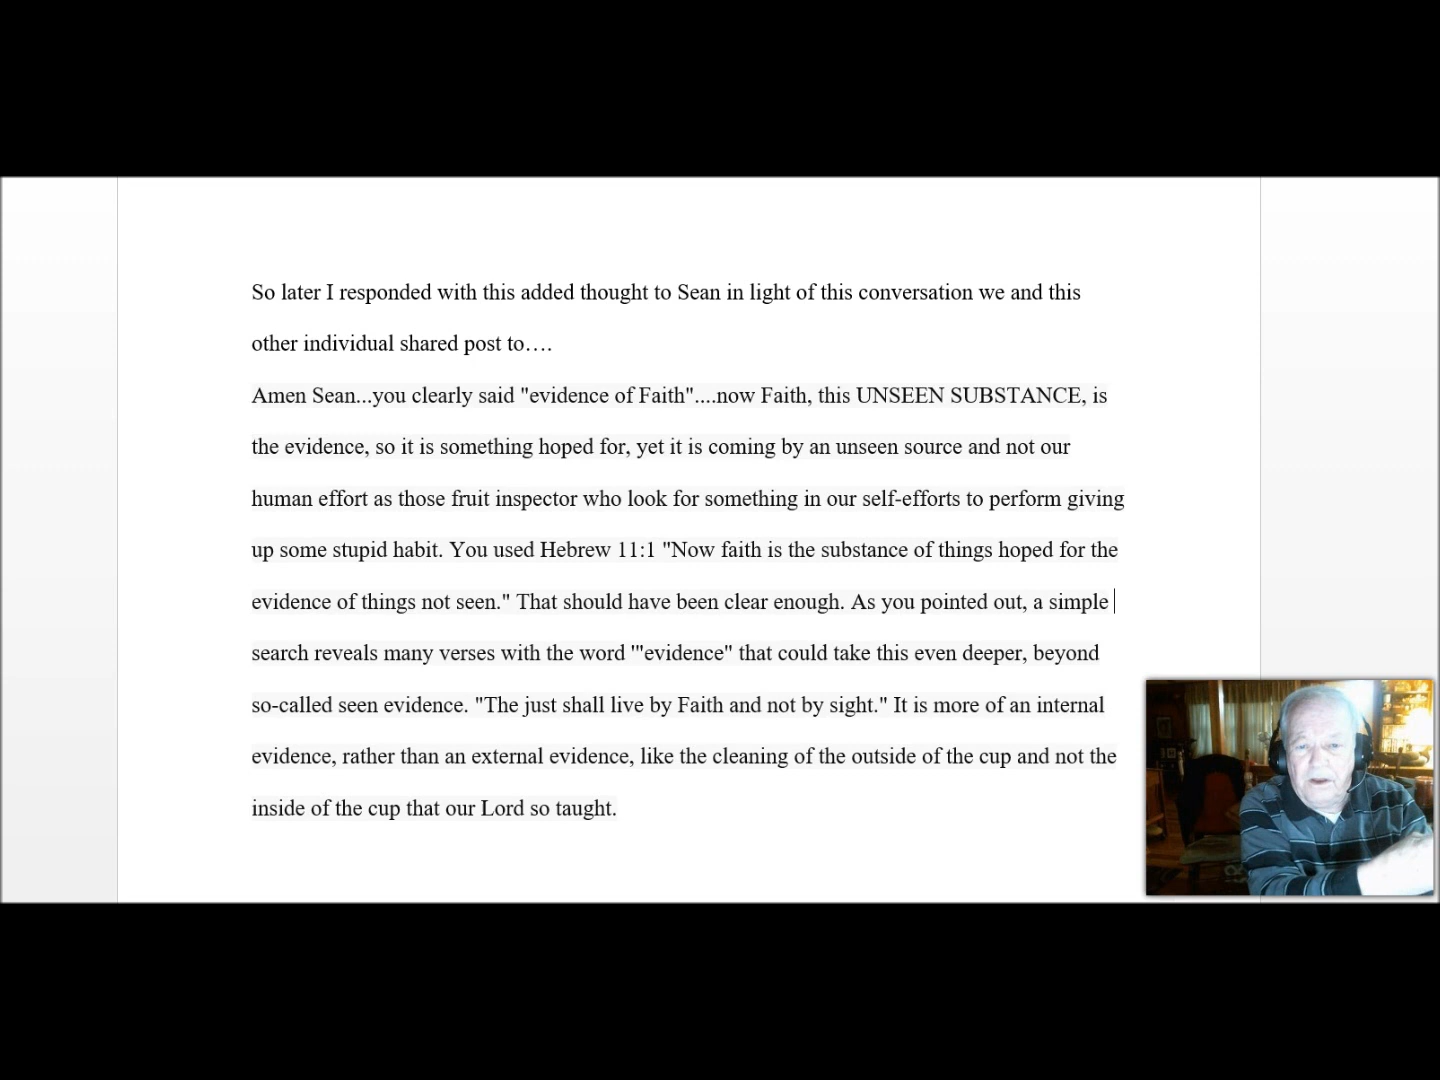 So later I responded with this added thought to Sean in light of this conversation we and this
other individual shared post to….
Amen Sean...you clearly said "evidence of Faith"....now Faith, this UNSEEN SUBSTANCE, is
the evidence, so it is something hoped for, yet it is coming by an unseen source and not our
human effort as those fruit inspector who look for something in our self-efforts to perform giving
up some stupid habit. You used Hebrew 11:1 "Now faith is the substance of things hoped for the
evidence of things not seen." That should have been clear enough. As you pointed out, a simple
search reveals many verses with the word '"evidence" that could take this even deeper, beyond
so-called seen evidence. "The just shall live by Faith and not by sight." It is more of an internal
evidence, rather than an external evidence, like the cleaning of the outside of the cup and not the
inside of the cup that our Lord so taught.